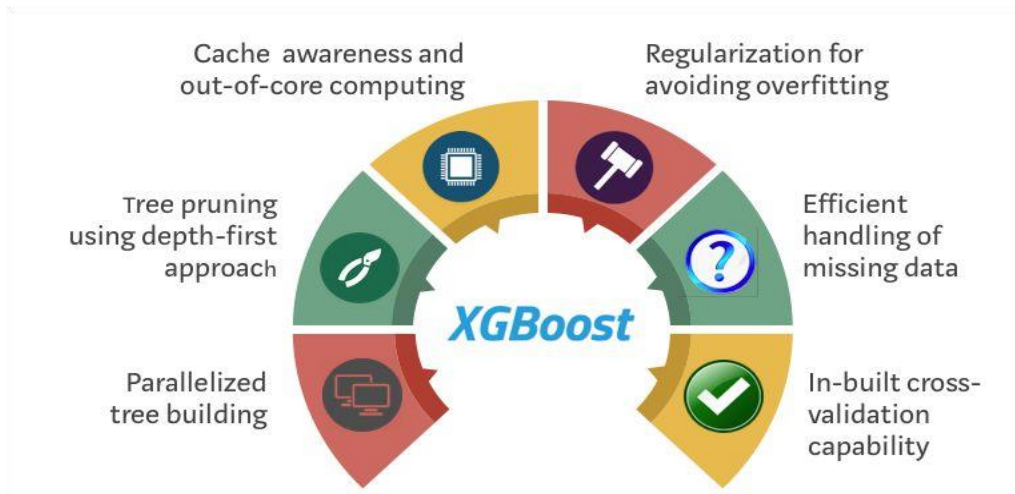 Cache awareness and
out-of-core computing
Regularization for
avoiding overfitting
Tree pruning
using depth-first
approach
Efficient
handling of
missing data
XGBoost
Parallelized
tree building
In-built cross-
validation
capability
?